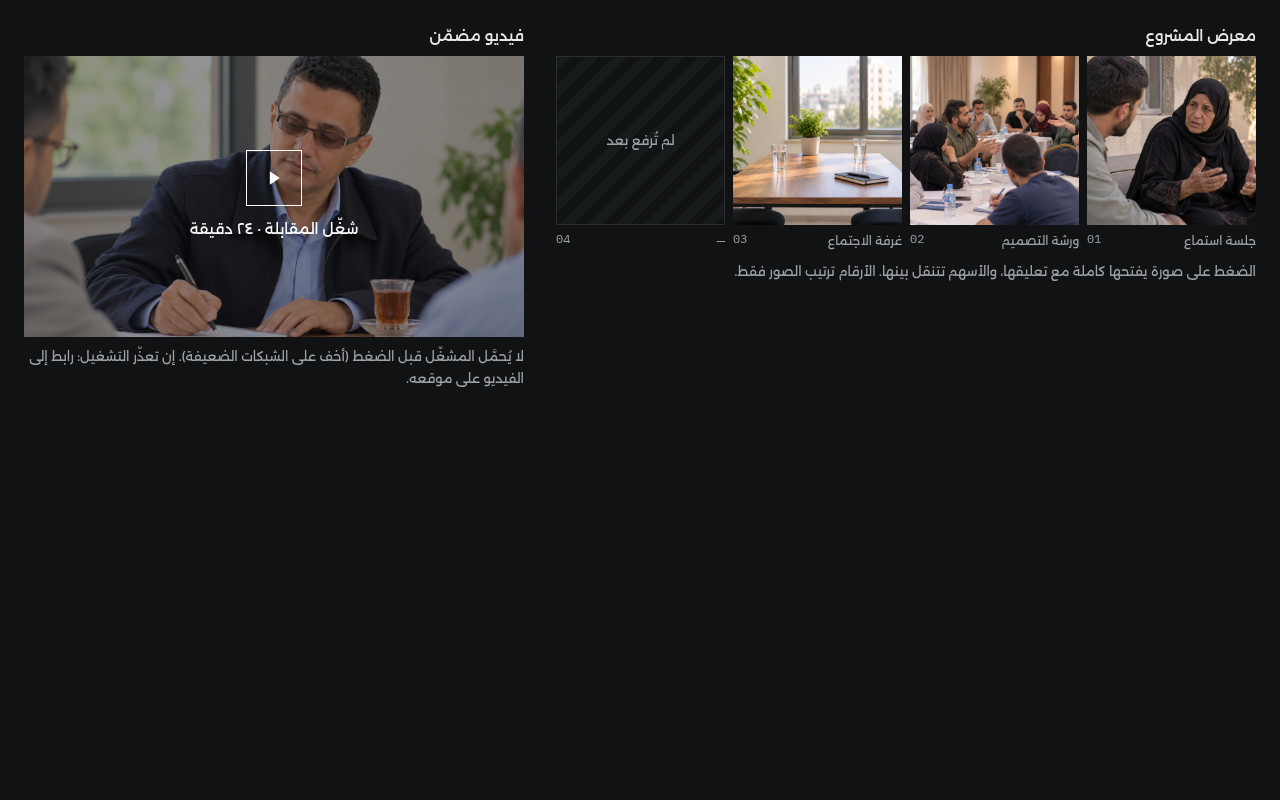 معرض المشروع
جلسة استماع 01
ورشة التصميم 02
غرفة الاجتماع 03
لم تُرفع بعد
— 04
الضغط على صورة يفتحها كاملة مع تعليقها، والأسهم تتنقل بينها. الأرقام ترتيب الصور فقط.
فيديو مضمّن
شغّل المقابلة · ٢٤ دقيقة
لا يُحمَّل المشغّل قبل الضغط (أخف على الشبكات الضعيفة). إن تعذّر التشغيل: رابط إلى
الفيديو على موقعه.